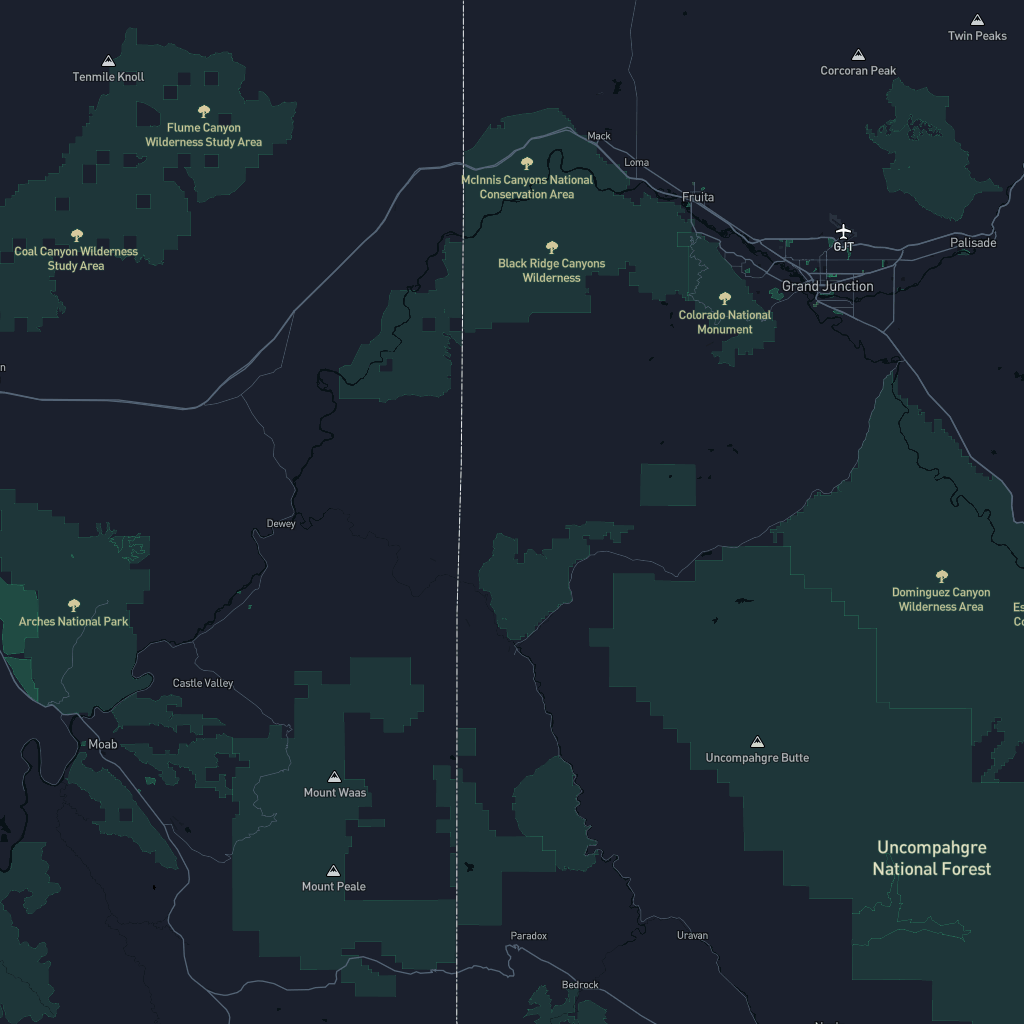 Twin Peaks
Corcoran Peak
Tenmile Knoll
Flume Canyon
Wilderness Study Area
Mack
Loma
McInnis Canyons National
Conservation Area
Fruita
Coal Canyon Wilderness
Study Area
GJT
Palisade
Black Ridge Canyons
Wilderness
Grand Junction
Colorado National
Monument
n
Dewey
Dominguez Canyon
Wilderness Area
Es
Co
Arches National Park
Castle Valley
Moab
Uncompahgre Butte
Mount Waas
Uncompahgre
National Forest
Mount Peale
Paradox
Uravan
Bedrock